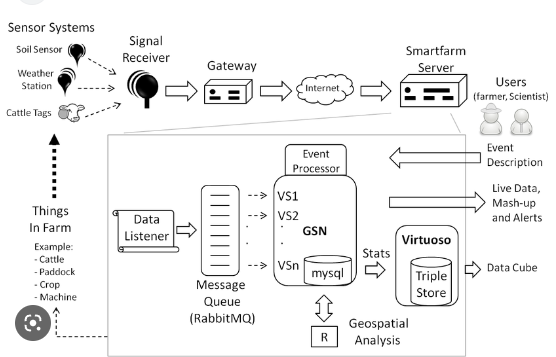 Sensor Systems
Soil Sensor
Weather
Station
Cattle Tags
Signal
Receiver
Gateway
Internet
Smartfarm
Server
Users
(farmer, Scientist)
Event
Description
Live Data,
Mash-up
and Alerts
Things
In Farm
Example:
- Cattle
- Paddock
- Crop
- Machine
Data
Listener
Message
Queue
(RabbitMQ)
Event
Processor
VS1
VS2
GSN
VSn
mysql
Stats
Virtuoso
Triple
Store
Data Cube
R
Geospatial
Analysis